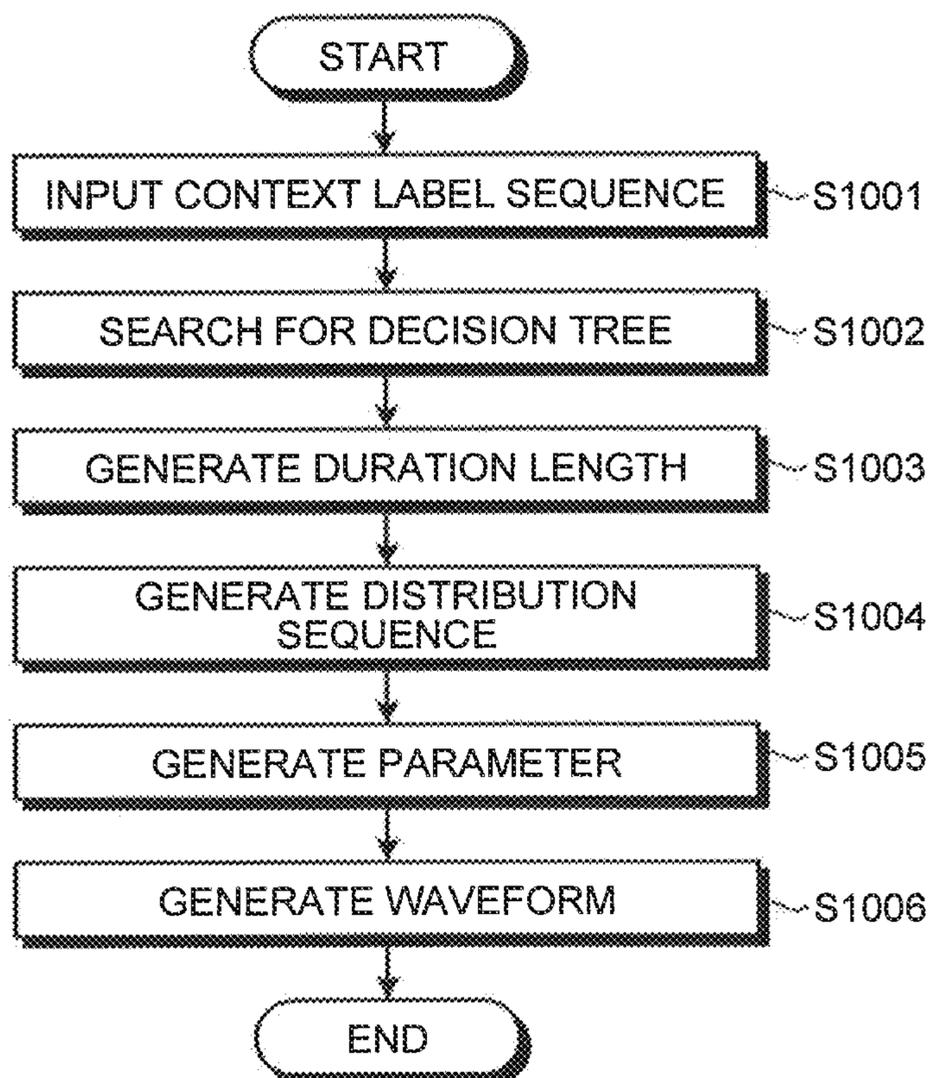 START
INPUT CONTEXT LABEL SEQUENCE
S1001
SEARCH FOR DECISION TREE
S1002
GENERATE DURATION LENGTH
S1003
GENERATE DISTRIBUTION
SEQUENCE
S1004
GENERATE PARAMETER
S1005
GENERATE WAVEFORM
S1006
END